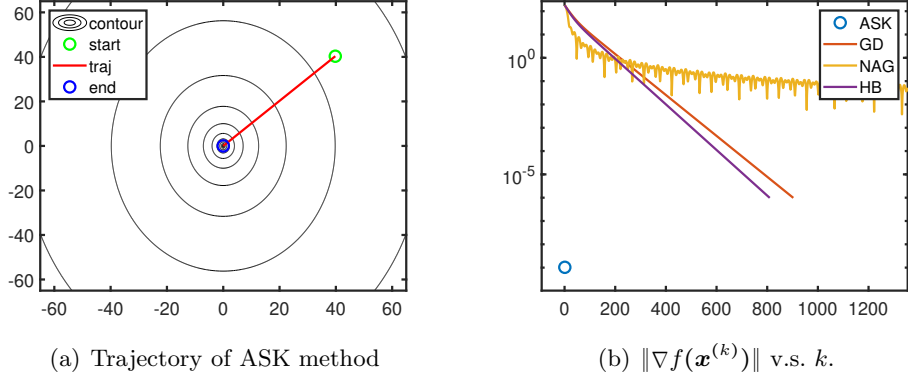 60
40
20
0
-20
-40
-60
-60 -40 -20 0 20 40 60
contour
start
traj
end
(a) Trajectory of ASK method
10^0
10^-5
0 200 400 600 800 1000 1200
ASK
GD
NAG
HB
(b) ‖∇f(x^(k))‖ v.s. k.